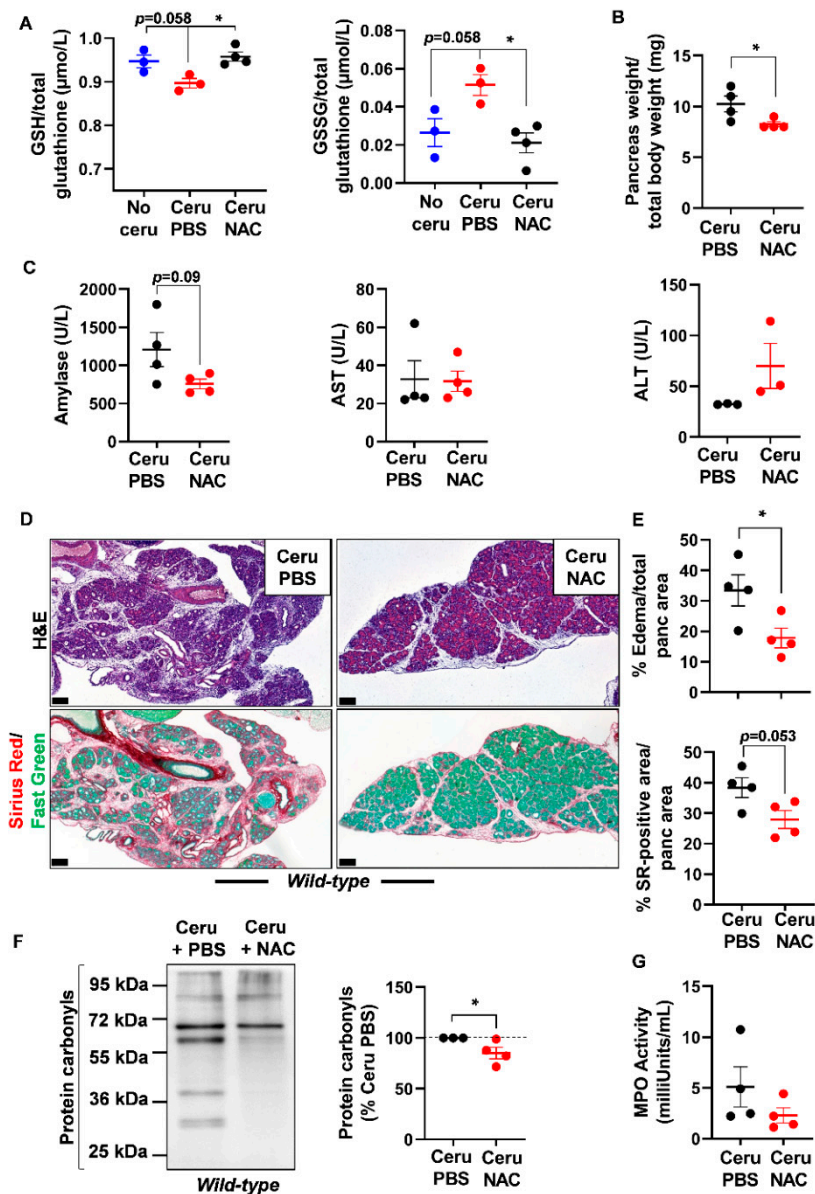 A
p=0.058
*
GSH/total
glutathione (µmo/L)
1.0
0.9
0.8
0.7
No
ceru
Ceru
PBS
Ceru
NAC
p=0.058
*
GSSG/total
glutathione (µmol/L)
0.08
0.06
0.04
0.02
0.00
No
ceru
Ceru
PBS
Ceru
NAC
B
*
Pancreas weight/
total body weight (mg)
15
10
5
0
Ceru
PBS
Ceru
NAC
C
p=0.09
Amylase (U/L)
2000
1500
1000
500
0
Ceru
PBS
Ceru
NAC
AST (U/L)
80
60
40
20
0
Ceru
PBS
Ceru
NAC
ALT (U/L)
150
100
50
0
Ceru
PBS
Ceru
NAC
D
H&E
Ceru
PBS
Ceru
NAC
Sirius Red/
Fast Green
Wild-type
E
*
% Edema/total
panc area
50
40
30
20
10
0
p=0.053
% SR-positive area/
panc area
50
40
30
20
10
0
Ceru
PBS
Ceru
NAC
F
Ceru
+ PBS
Ceru
+ NAC
Protein carbonyls
95 kDa
72 kDa
55 kDa
36 kDa
25 kDa
Wild-type
*
Protein carbonyls
(% Ceru PBS)
150
100
50
0
Ceru
PBS
Ceru
NAC
G
MPO Activity
(milliUnits/mL)
15
10
5
0
Ceru
PBS
Ceru
NAC